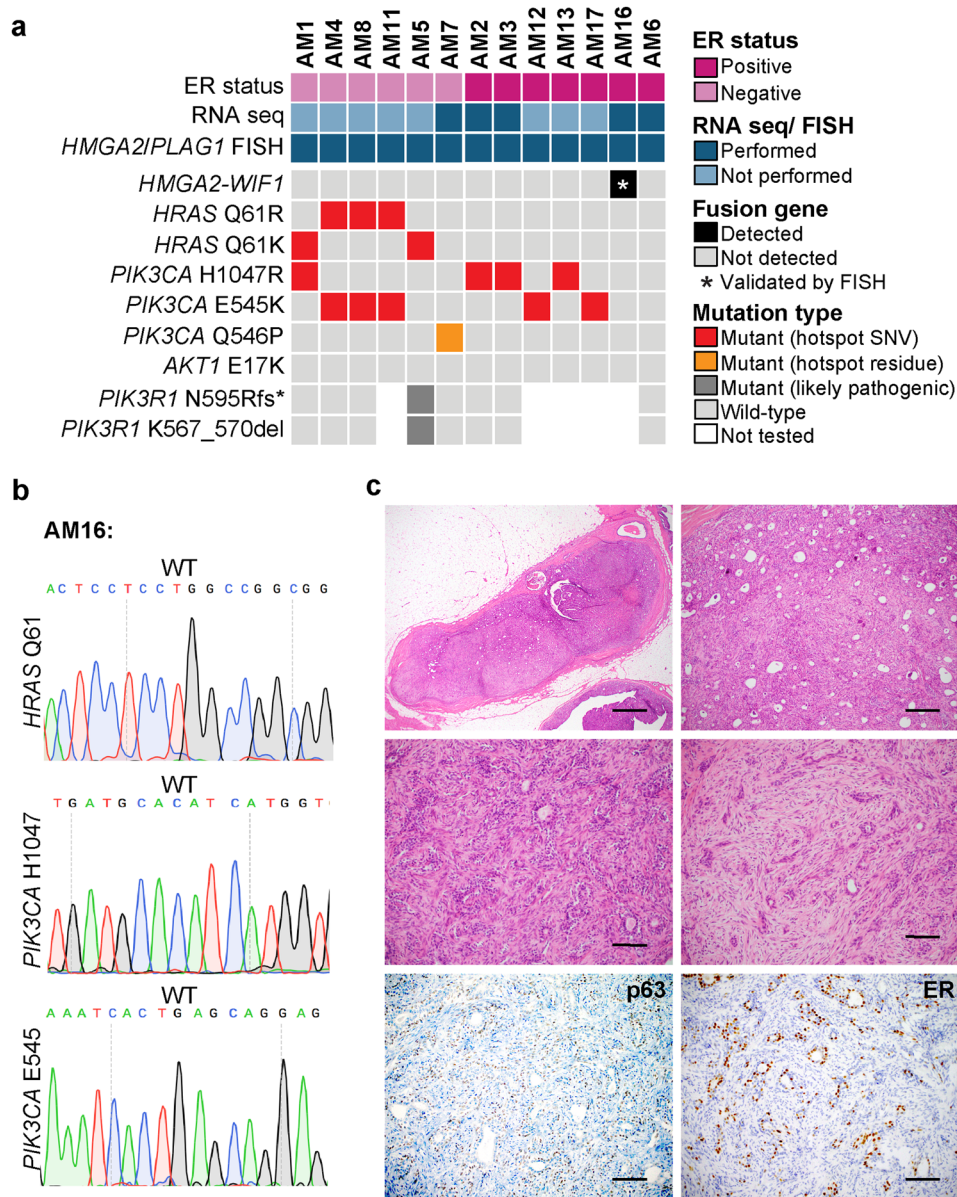 a
AM1 AM4 AM8 AM11 AM5 AM7 AM2 AM3 AM12 AM13 AM17 AM16 AM6
ER status
RNA seq
HMGA2/PLAG1 FISH
HMGA2-WIF1
*
HRAS Q61R
HRAS Q61K
PIK3CA H1047R
PIK3CA E545K
PIK3CA Q546P
AKT1 E17K
PIK3R1 N595Rfs*
PIK3R1 K567_570del
ER status
Positive
Negative
RNA seq/ FISH
Performed
Not performed
Fusion gene
Detected
Not detected
* Validated by FISH
Mutation type
Mutant (hotspot SNV)
Mutant (hotspot residue)
Mutant (likely pathogenic)
Wild-type
Not tested
b
AM16:
WT
A C T C C T C C T G G C C G G C G G
HRAS Q61
WT
T G A T G C A C A T C A T G G T
PIK3CA H1047
WT
A A A T C A C T G A G C A G G A G
PIK3CA E545
c
p63
ER